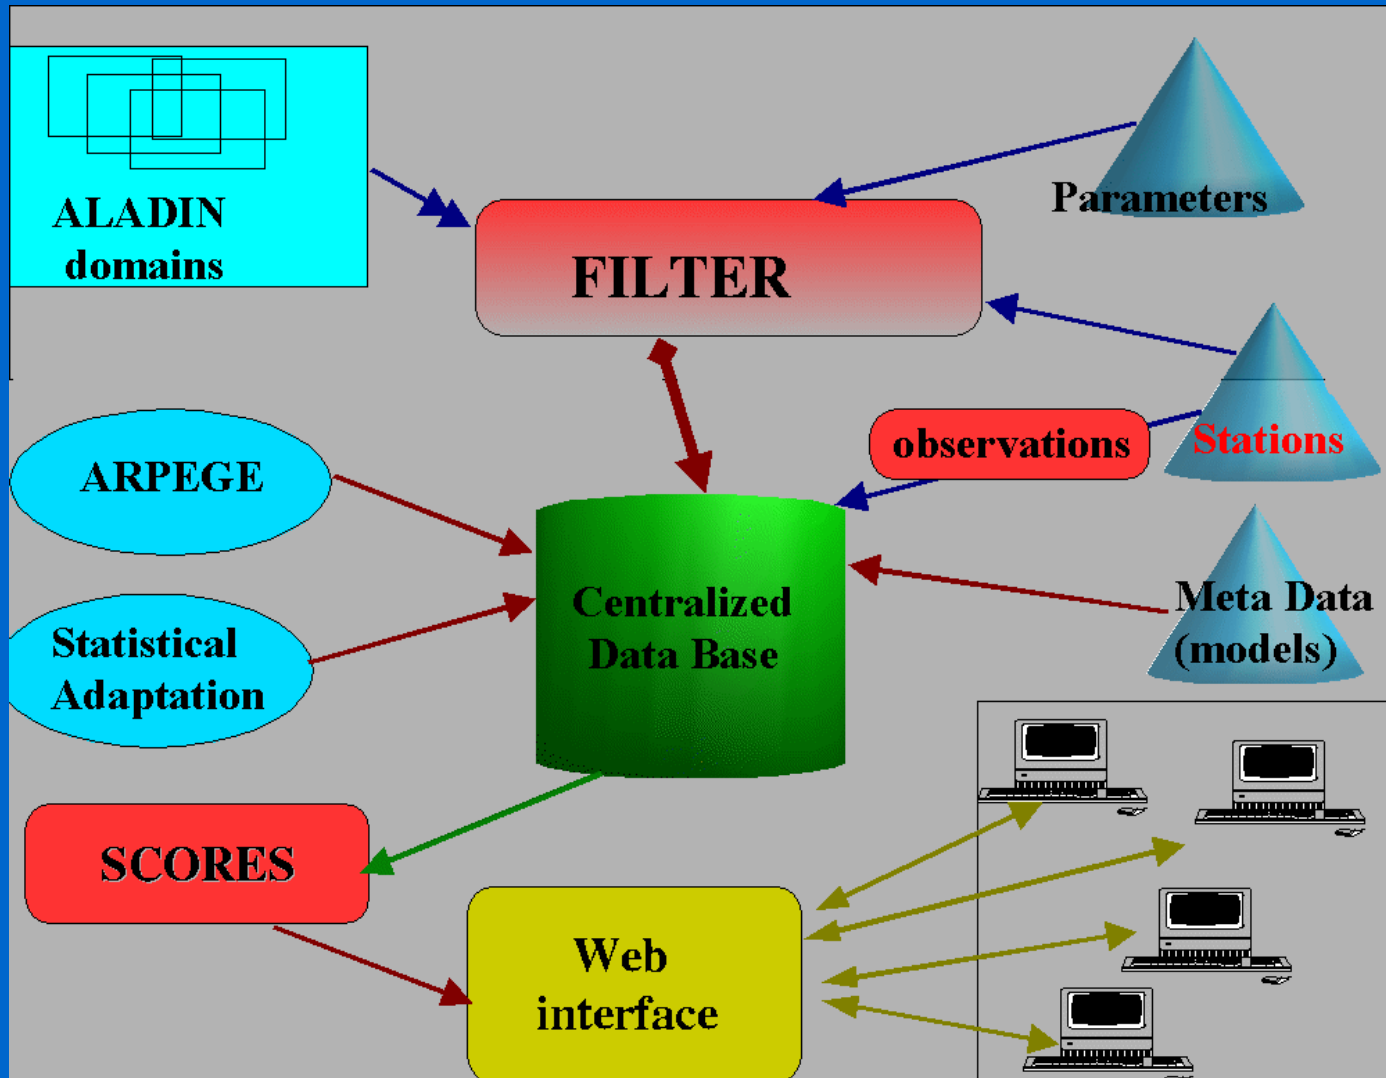 ALADIN
domains
Parameters
FILTER
observations
Stations
ARPEGE
Centralized
Data Base
Meta Data
(models)
Statistical
Adaptation
SCORES
Web
interface